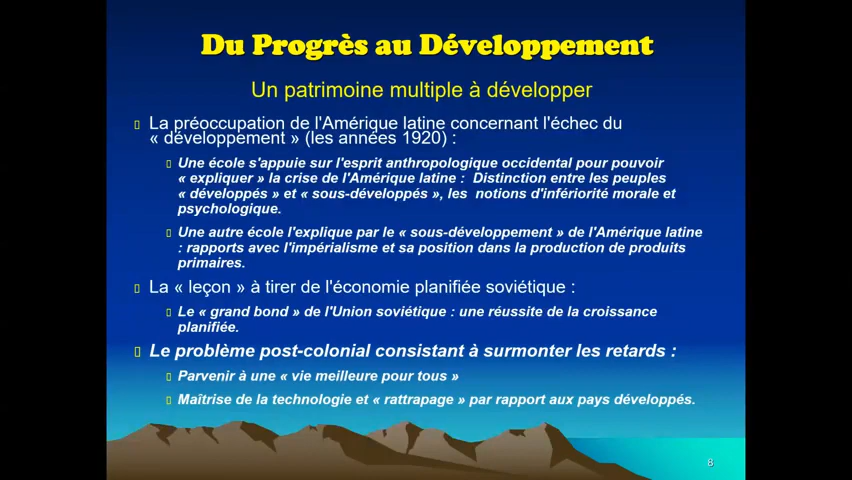 Du Progrès au Développement
Un patrimoine multiple à développer
La préoccupation de l'Amérique latine concernant l'échec du
« développement » (les années 1920) :
Une école s'appuie sur l'esprit anthropologique occidental pour pouvoir
« expliquer » la crise de l'Amérique latine : Distinction entre les peuples
« développés » et « sous-développés », les notions d'infériorité morale et
psychologique.
Une autre école l'explique par le « sous-développement » de l'Amérique latine
: rapports avec l'impérialisme et sa position dans la production de produits
primaires.
La « leçon » à tirer de l'économie planifiée soviétique :
Le « grand bond » de l'Union soviétique : une réussite de la croissance
planifiée.
Le problème post-colonial consistant à surmonter les retards :
Parvenir à une « vie meilleure pour tous »
Maîtrise de la technologie et « rattrapage » par rapport aux pays développés.
8